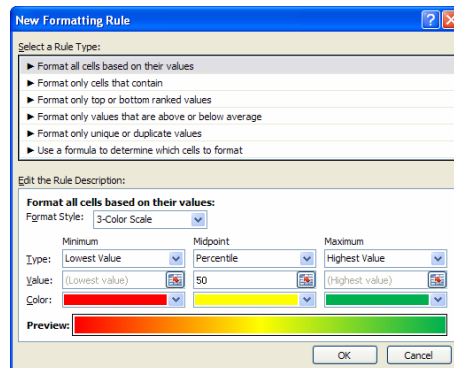 New Formatting Rule
Select a Rule Type:
► Format all cells based on their values
► Format only cells that contain
► Format only top or bottom ranked values
► Format only values that are above or below average
► Format only unique or duplicate values
► Use a formula to determine which cells to format
Edit the Rule Description:
Format all cells based on their values:
Format Style: 3-Color Scale
Minimum Midpoint Maximum
Type: Lowest Value Percentile Highest Value
Value: (Lowest value) 50 (Highest value)
Color:
Preview:
OK Cancel